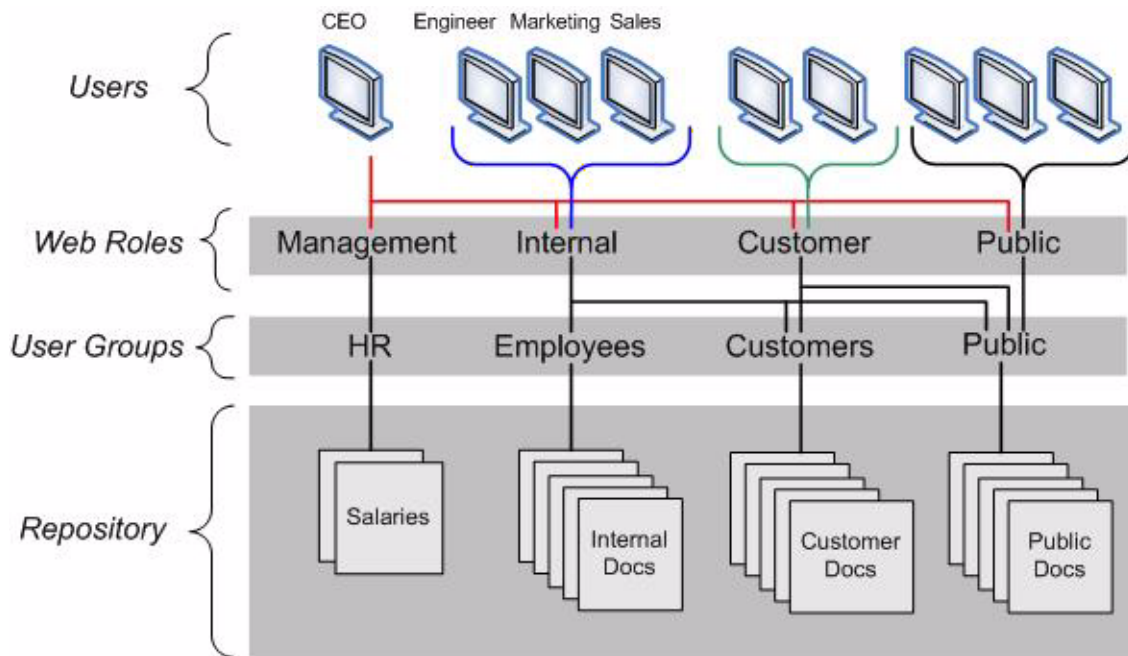 CEO Engineer Marketing Sales
Users
Web Roles
Management Internal Customer Public
User Groups
HR Employees Customers Public
Repository
Salaries
Internal
Docs
Customer
Docs
Public
Docs